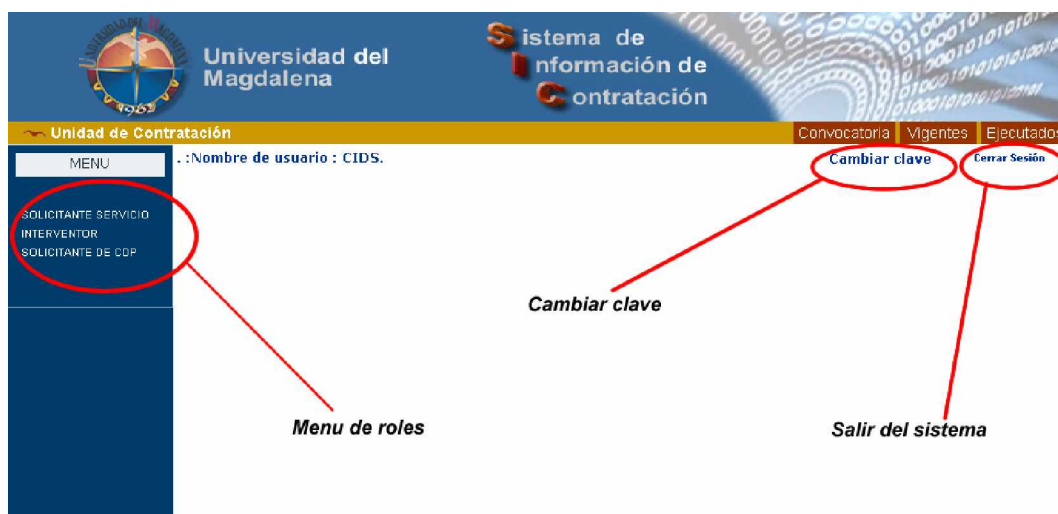 Universidad del
Magdalena
Sistema de
Información de
Contratación
Unidad de Contratación
Convocatoria Vigentes Ejecutados
MENU
. :Nombre de usuario : CIDS.
Cambiar clave
Cerrar Sesión
SOLICITANTE SERVICIO
INTERVENTOR
SOLICITANTE DE CDP
Cambiar clave
Menu de roles
Salir del sistema